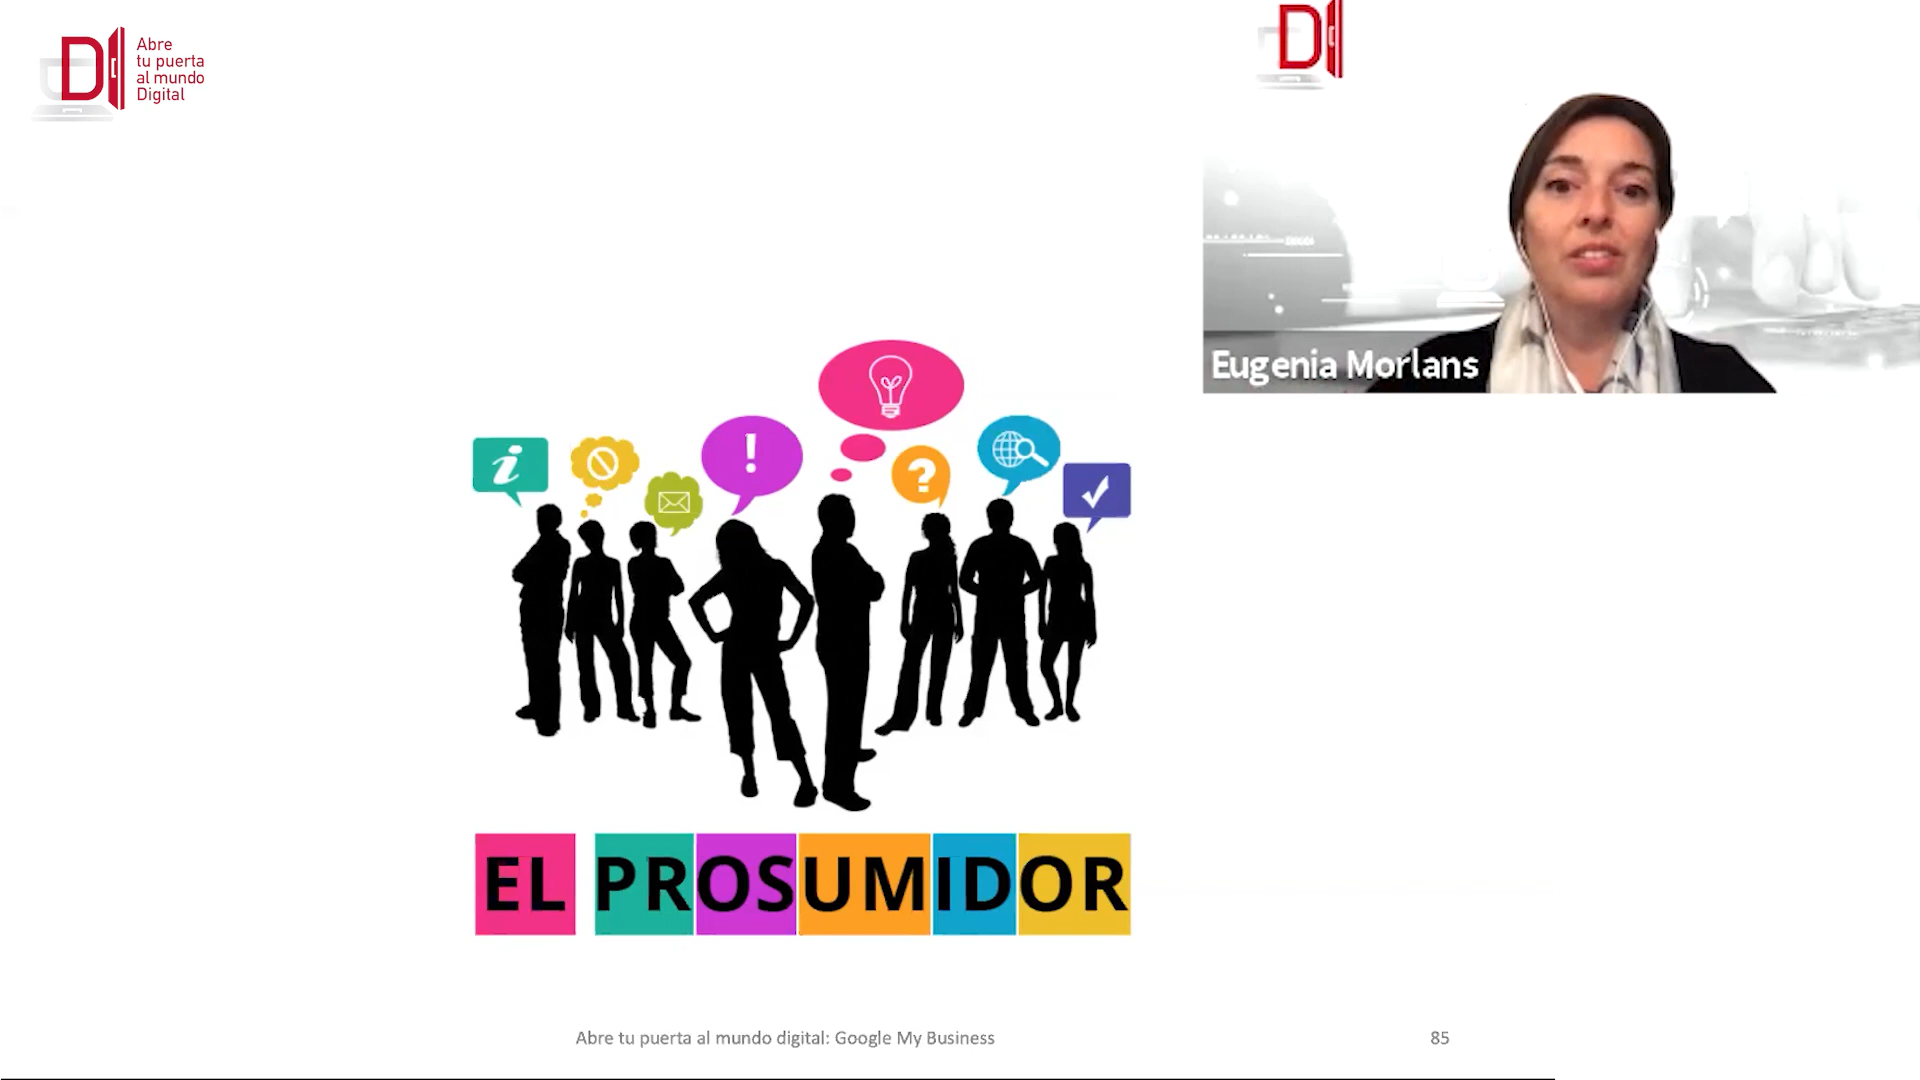 Abre
tu puerta
al mundo
Digital
Eugenia Morlans
EL PROSUMIDOR
Abre tu puerta al mundo digital: Google My Business
85